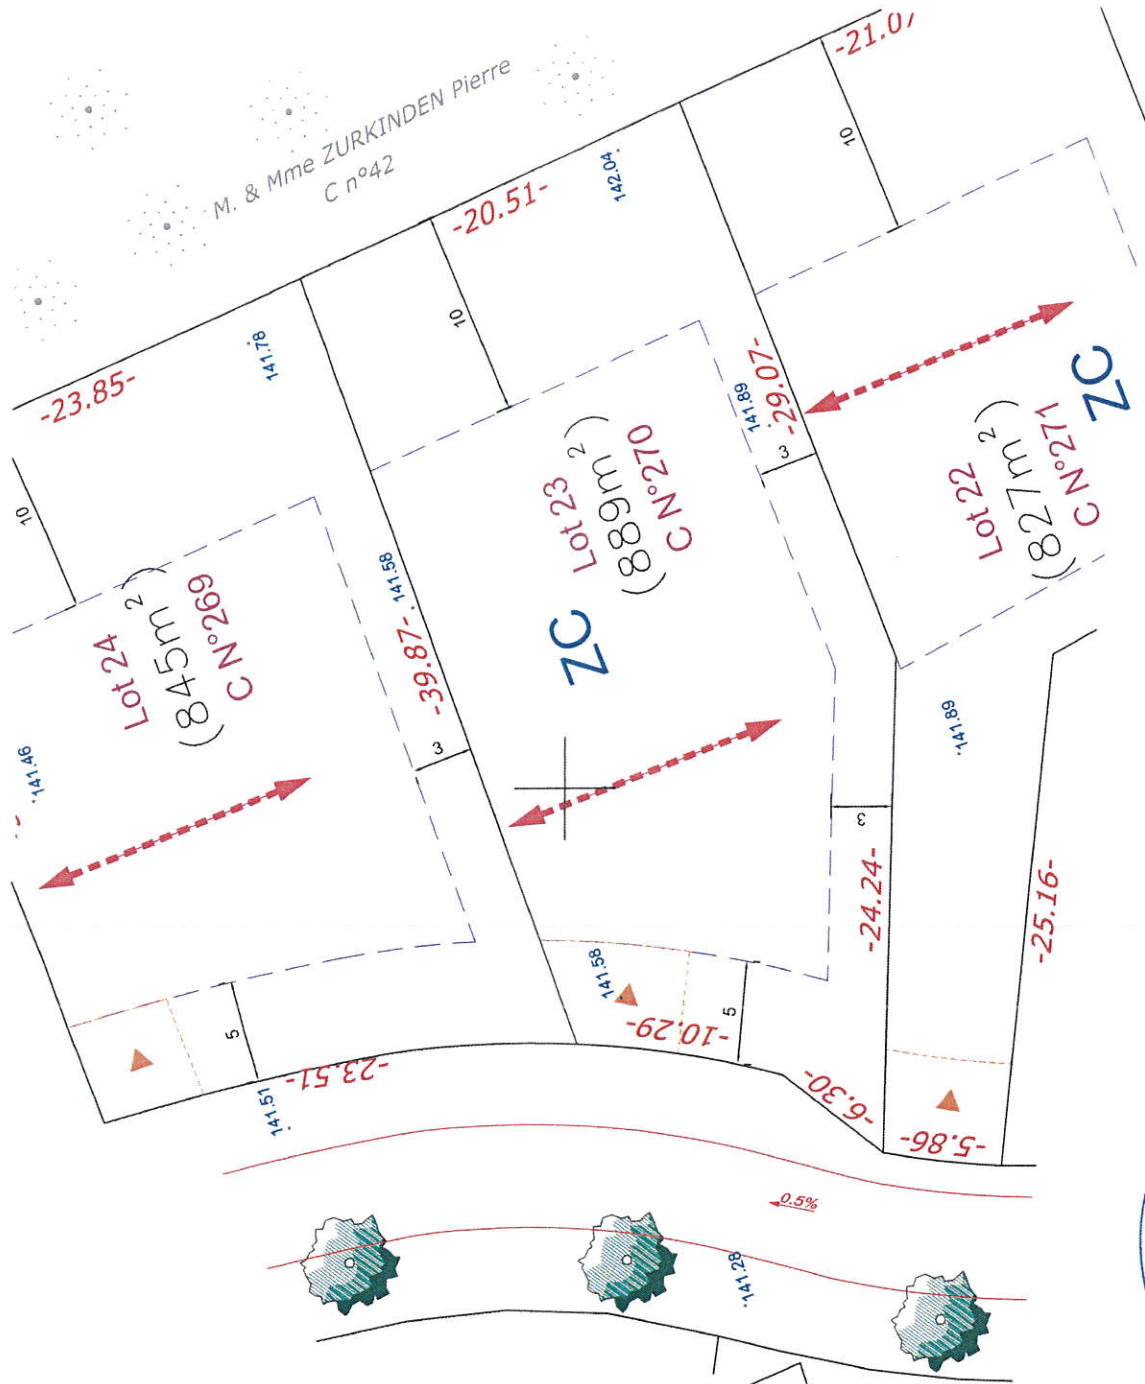 -21.07
M. & Mme ZURKINDEN Pierre
C n°42
10
142.04
-20.51-
10
141.78
-23.85-
10
141.89
-29.07-
3
ZC
Lot 22
(827m²)
C N°271
Lot 23
(889m²)
C N°270
ZC
141.58
-39.87-
3
Lot 24
(845m²)
C N°269
141.46
141.89
3
-24.24-
-25.16-
141.58
-10.29-
5
5
-23.51-
141.51
-6.30-
-5.86-
0.5%
141.28